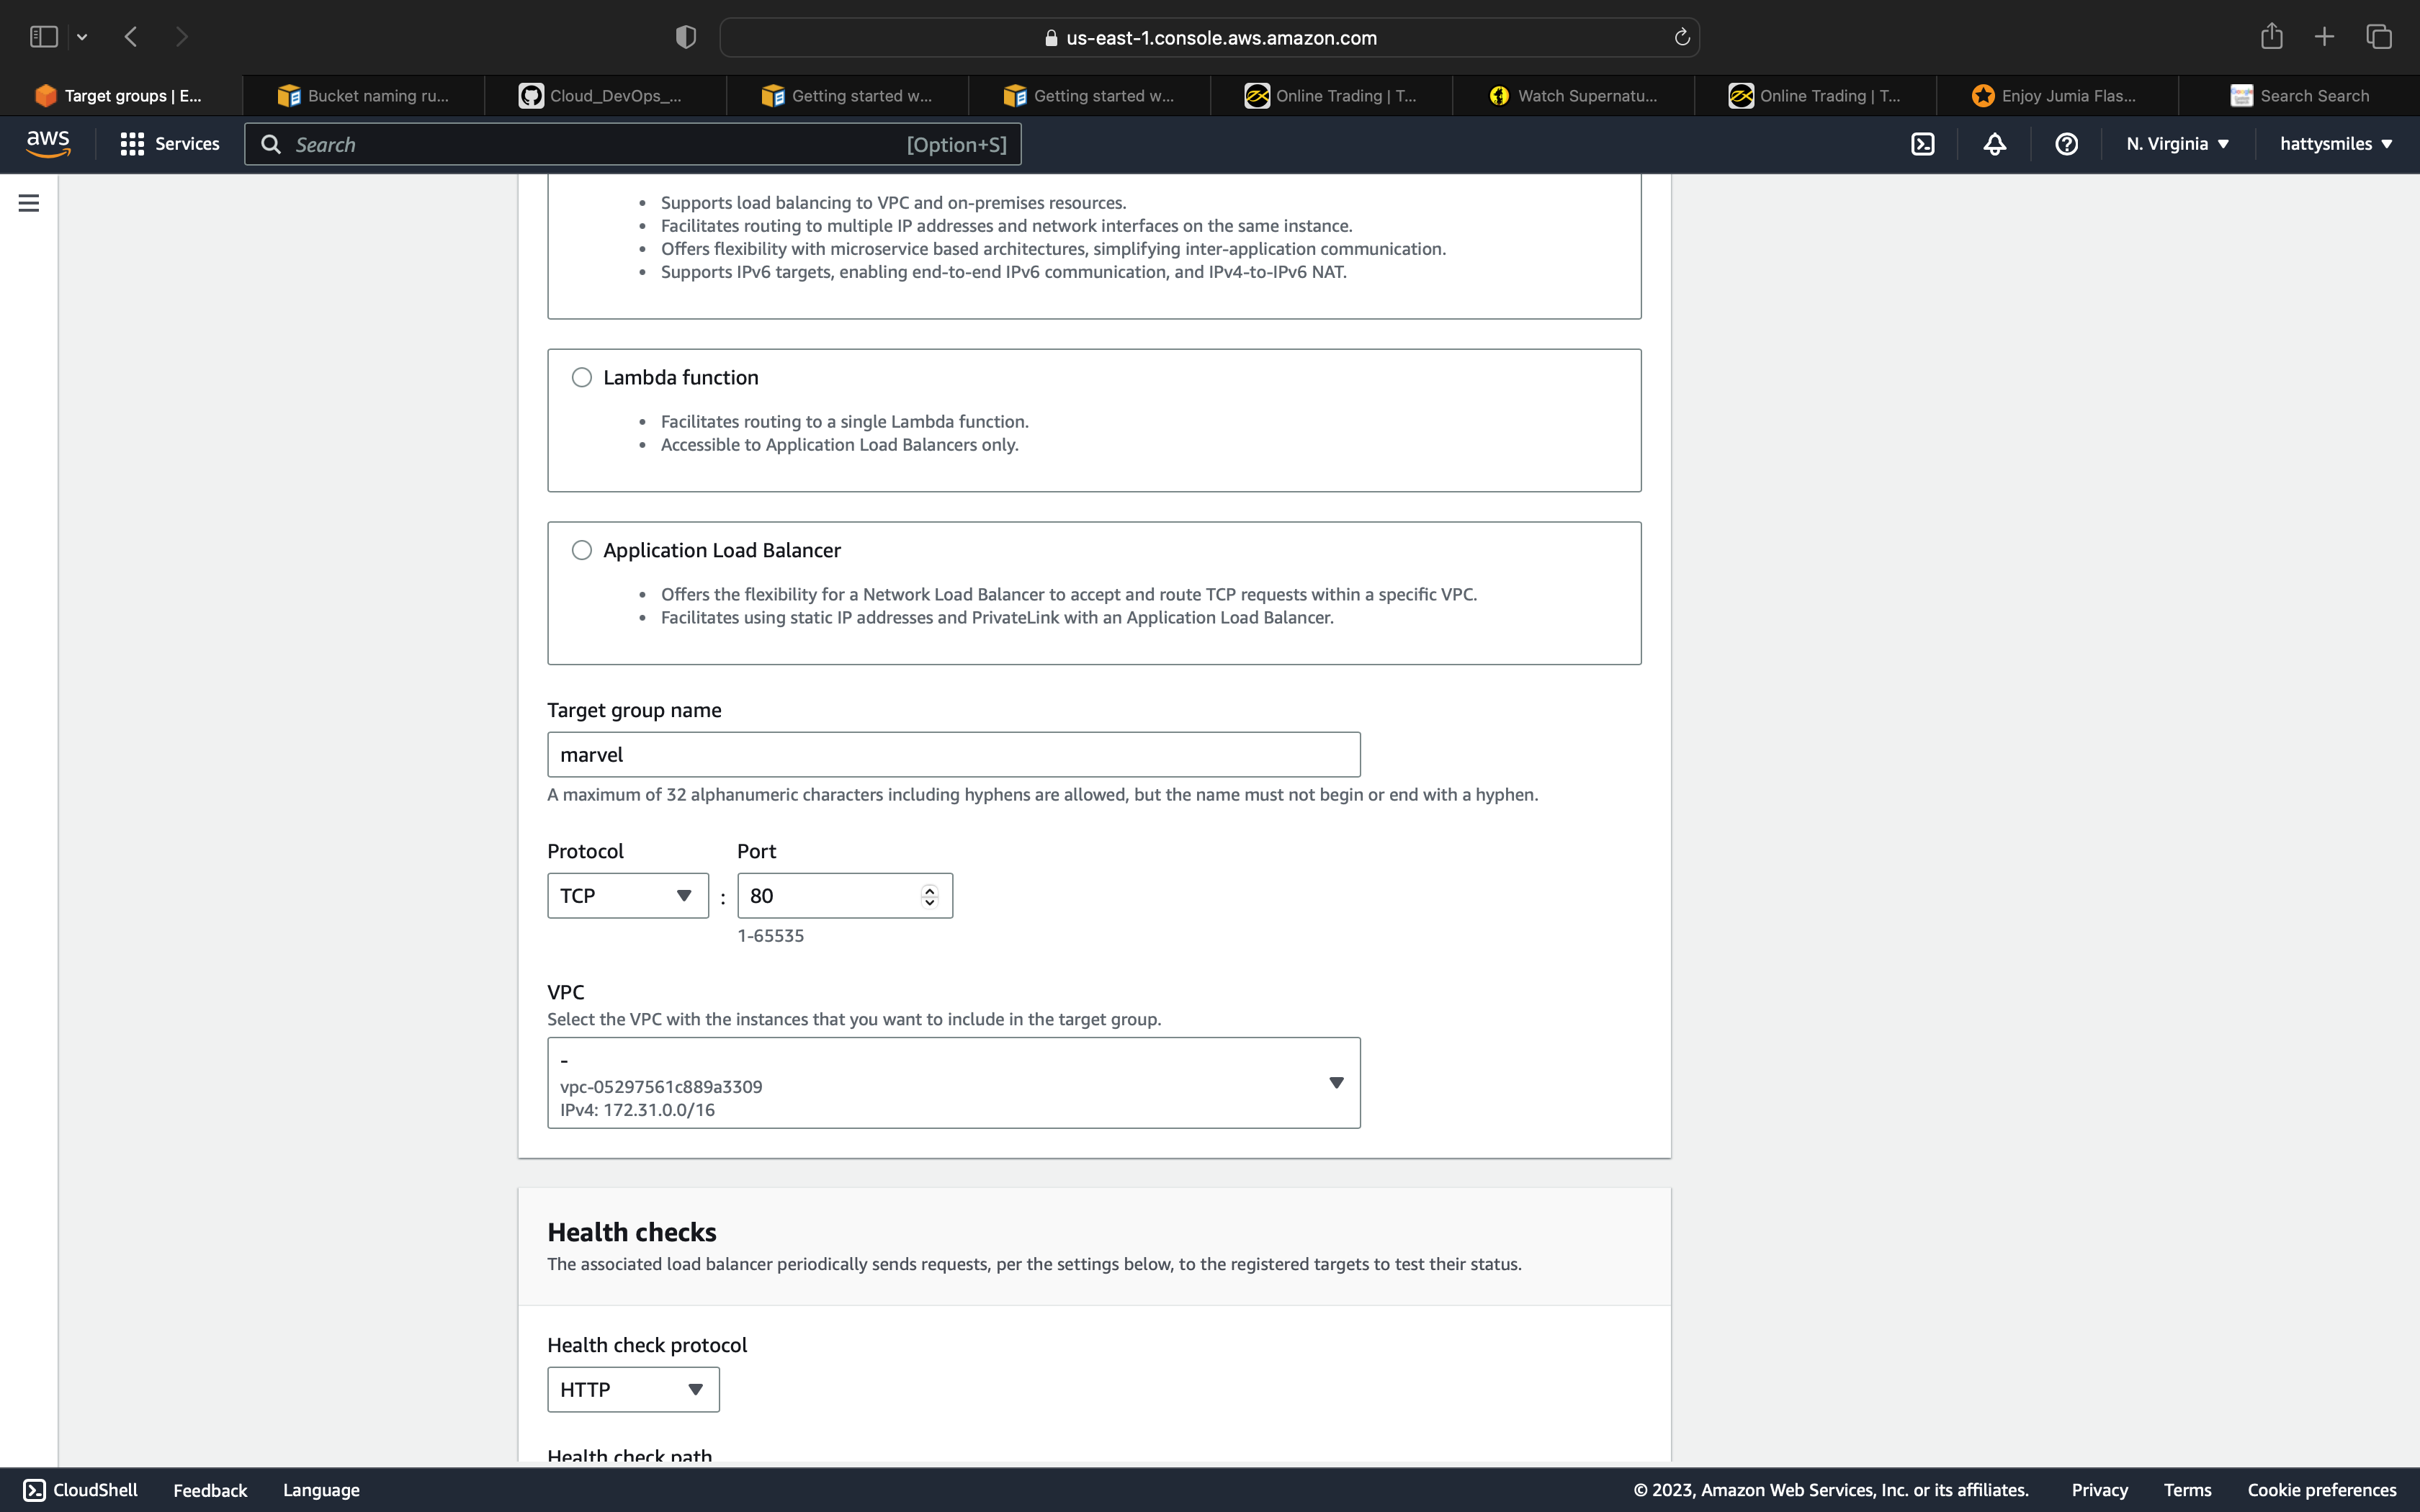 us-east-1.console.aws.amazon.com
Target groups | E...
Bucket naming ru...
Cloud_DevOps_...
Getting started w...
Getting started w...
Online Trading | T...
Watch Supernatu...
Online Trading | T...
Enjoy Jumia Flas...
Search Search
aws
Services
Search
[Option+S]
N. Virginia
hattysmiles
• Supports load balancing to VPC and on-premises resources.
• Facilitates routing to multiple IP addresses and network interfaces on the same instance.
• Offers flexibility with microservice based architectures, simplifying inter-application communication.
• Supports IPv6 targets, enabling end-to-end IPv6 communication, and IPv4-to-IPv6 NAT.
Lambda function
• Facilitates routing to a single Lambda function.
• Accessible to Application Load Balancers only.
Application Load Balancer
• Offers the flexibility for a Network Load Balancer to accept and route TCP requests within a specific VPC.
• Facilitates using static IP addresses and PrivateLink with an Application Load Balancer.
Target group name
marvel
A maximum of 32 alphanumeric characters including hyphens are allowed, but the name must not begin or end with a hyphen.
Protocol Port
TCP : 80
1-65535
VPC
Select the VPC with the instances that you want to include in the target group.
-
vpc-05297561c889a3309
IPv4: 172.31.0.0/16
Health checks
The associated load balancer periodically sends requests, per the settings below, to the registered targets to test their status.
Health check protocol
HTTP
Health check path
CloudShell
Feedback
Language
© 2023, Amazon Web Services, Inc. or its affiliates.
Privacy
Terms
Cookie preferences